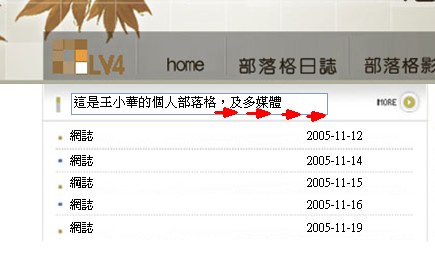 LV4 home 部落格日誌 部落格影
這是王小華的個人部落格，及多媒體 MORE
網誌 2005-11-12
網誌 2005-11-14
網誌 2005-11-15
網誌 2005-11-16
網誌 2005-11-19